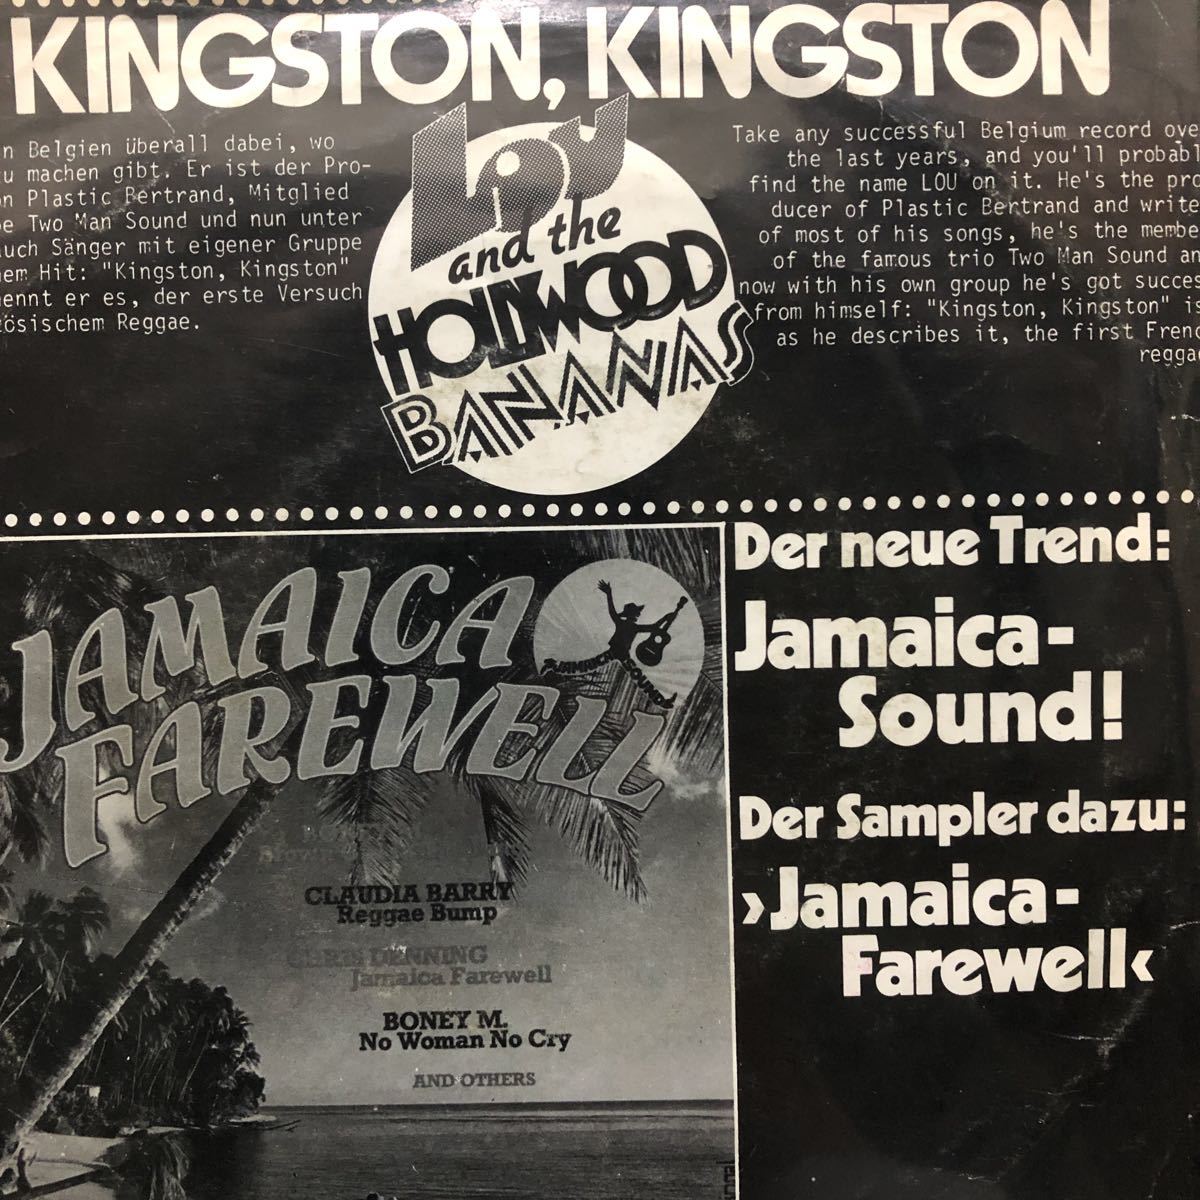 KINGSTON, KINGSTON
n Belgien überall dabei, wo
u machen gibt. Er ist der Pro-
n Plastic Bertrand, Mitglied
e Two Man Sound und nun unter
uch Sänger mit eigener Gruppe
em Hit: "Kingston, Kingston"
ennt er es, der erste Versuch
zösischem Reggae.
LOU
and the
HOLLYWOOD
BANANAS
Take any successful Belgium record ove
the last years, and you'll probabl
find the name LOU on it. He's the pro
ducer of Plastic Bertrand and write
of most of his songs, he's the membe
of the famous trio Two Man Sound an
now with his own group he's got succes
from himself: "Kingston, Kingston" i
as he describes it, the first Frenc
reggae
JAMAICA
FAREWELL
JAMAICA SOUND
CLAUDIA BARRY
Reggae Bump
CHRIS DENNING
Jamaica Farewell
BONEY M.
No Woman No Cry
AND OTHERS
Der neue Trend:
Jamaica-
Sound!
Der Sampler dazu:
›Jamaica-
Farewell‹